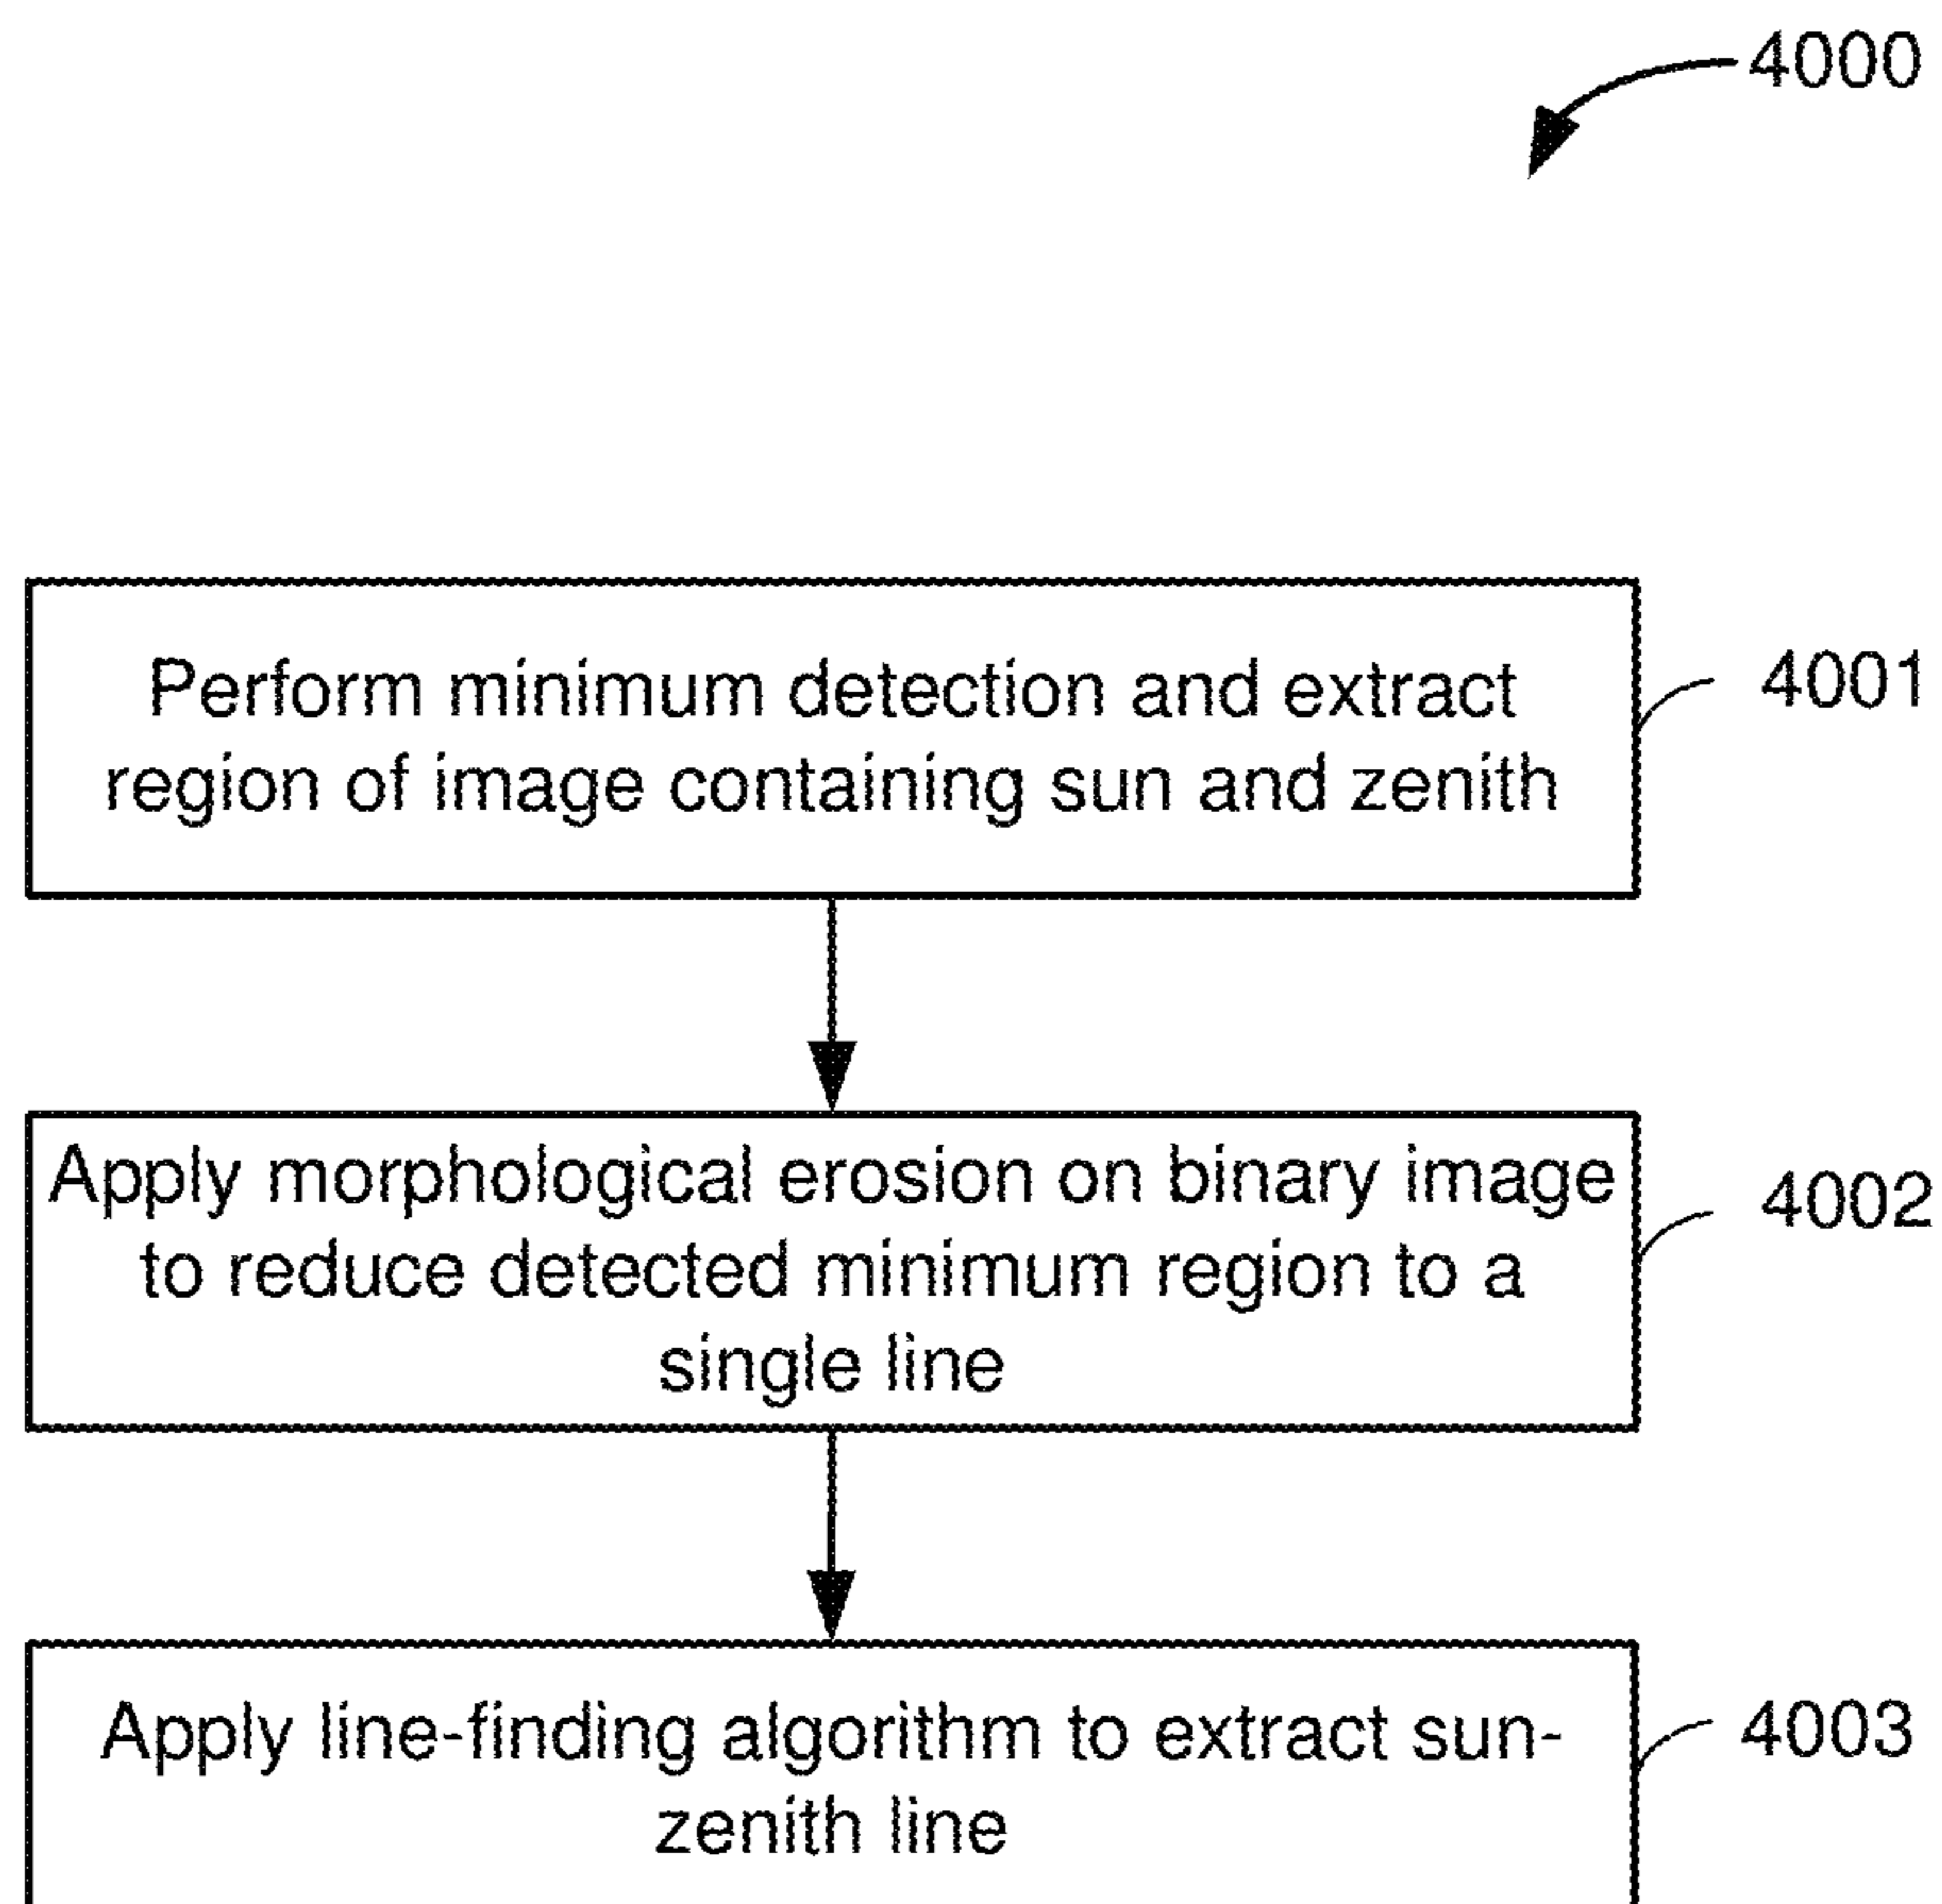 4000
Perform minimum detection and extract
region of image containing sun and zenith
4001
Apply morphological erosion on binary image
to reduce detected minimum region to a
single line
4002
Apply line-finding algorithm to extract sun-
zenith line
4003